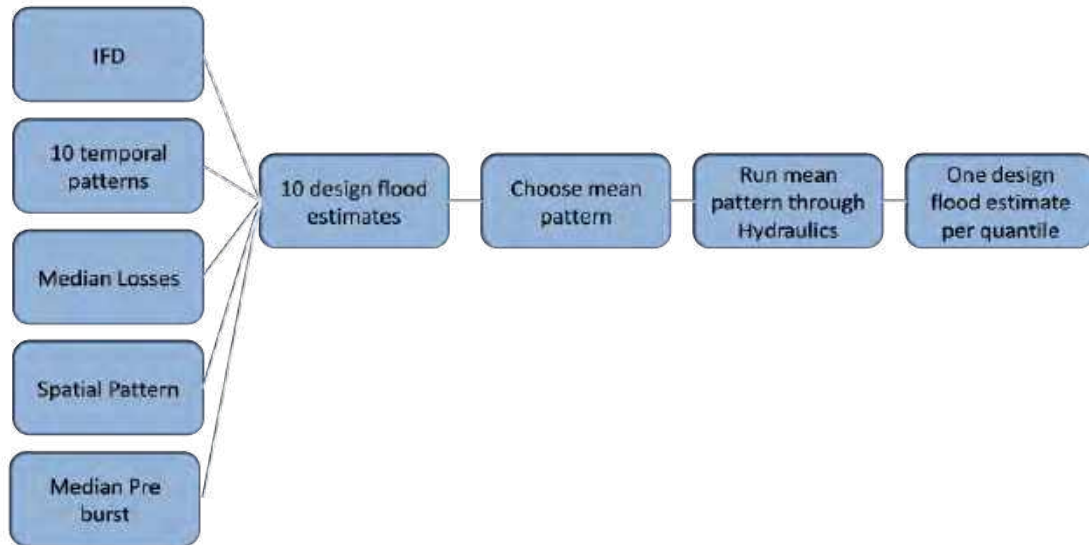 IFD
10 temporal
patterns
Median Losses
Spatial Pattern
Median Pre
burst
10 design flood
estimates
Choose mean
pattern
Run mean
pattern through
Hydraulics
One design
flood estimate
per quantile